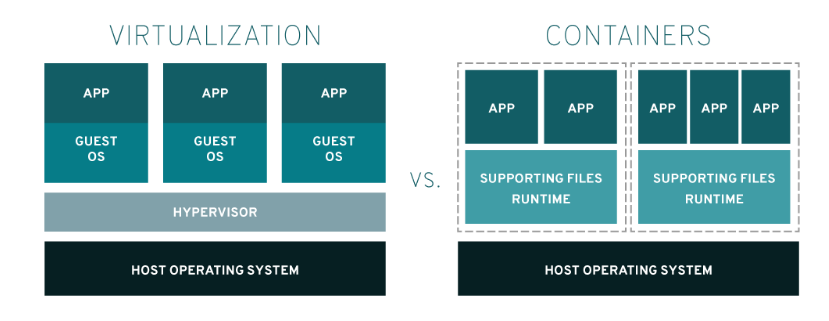 VIRTUALIZATION
APP
APP
APP
GUEST
OS
GUEST
OS
GUEST
OS
HYPERVISOR
HOST OPERATING SYSTEM
VS.
CONTAINERS
APP
APP
APP
APP
APP
SUPPORTING FILES
RUNTIME
SUPPORTING FILES
RUNTIME
HOST OPERATING SYSTEM